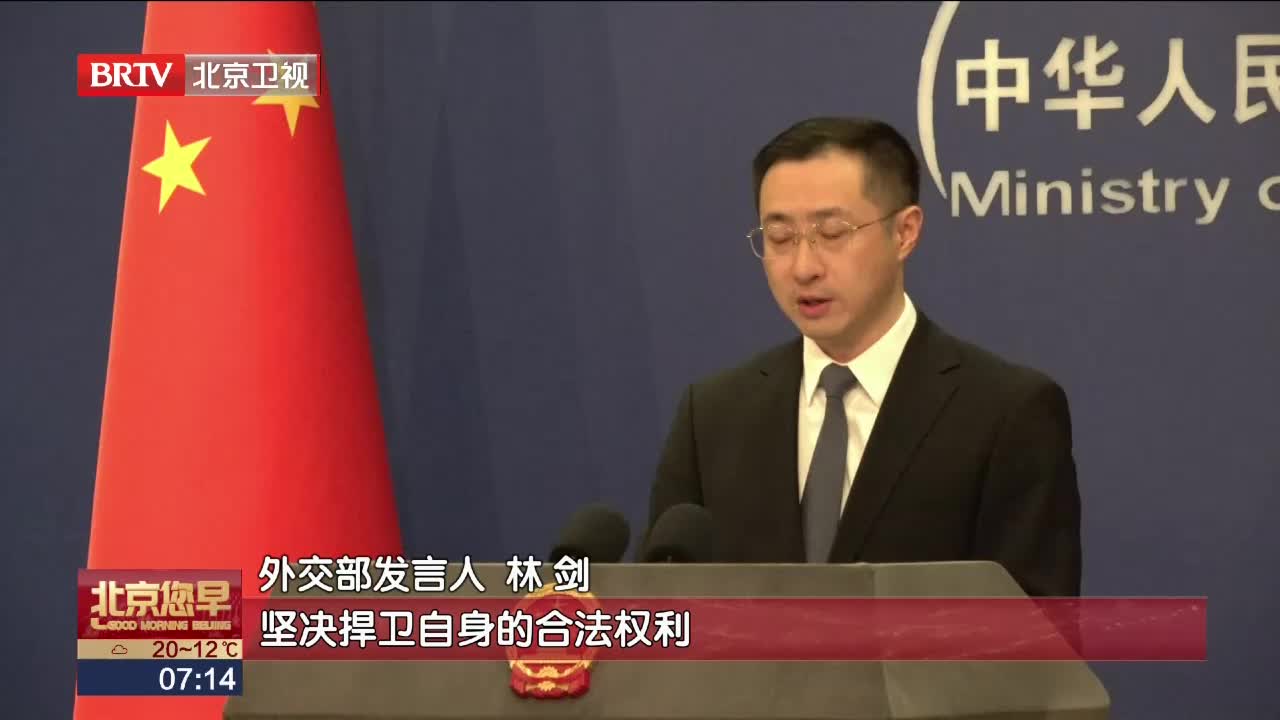 BRTV 北京卫视
中华人民
Ministry o
外交部发言人 林 剑
坚决捍卫自身的合法权利
北京您早
GOOD MORNING BEIJING
20~12℃
07:14